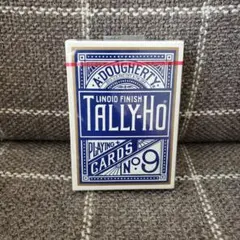 A.DOUGHERTY
LINOID FINISH
TALLY-HO
PLAYING
CARDS No. 9